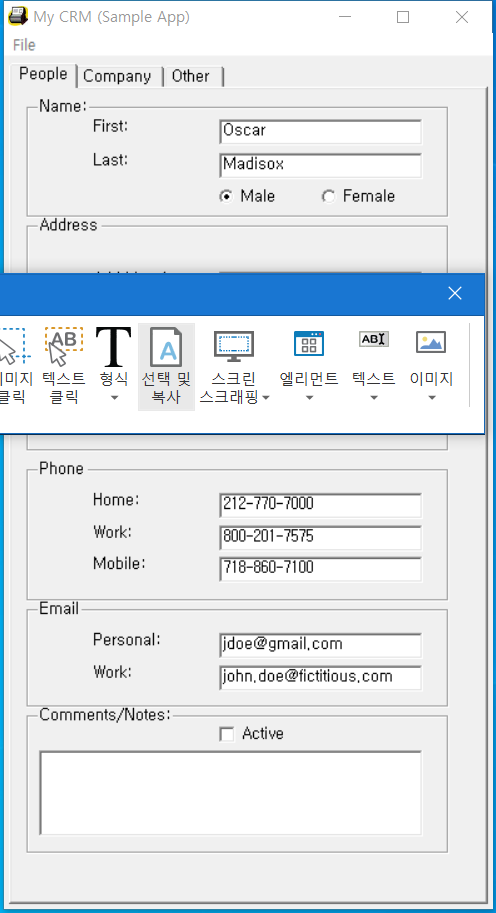 My CRM (Sample App)
File
People Company Other
Name:
First: Oscar
Last: Madisox
Male Female
Address
이미지 클릭
AB
텍스트 클릭
T
형식
A
선택 및 복사
스크린 스크래핑
엘리먼트
AB
텍스트
이미지
Phone
Home: 212-770-7000
Work: 800-201-7575
Mobile: 718-860-7100
Email
Personal: jdoe@gmail.com
Work: john.doe@fictitious.com
Comments/Notes:
Active